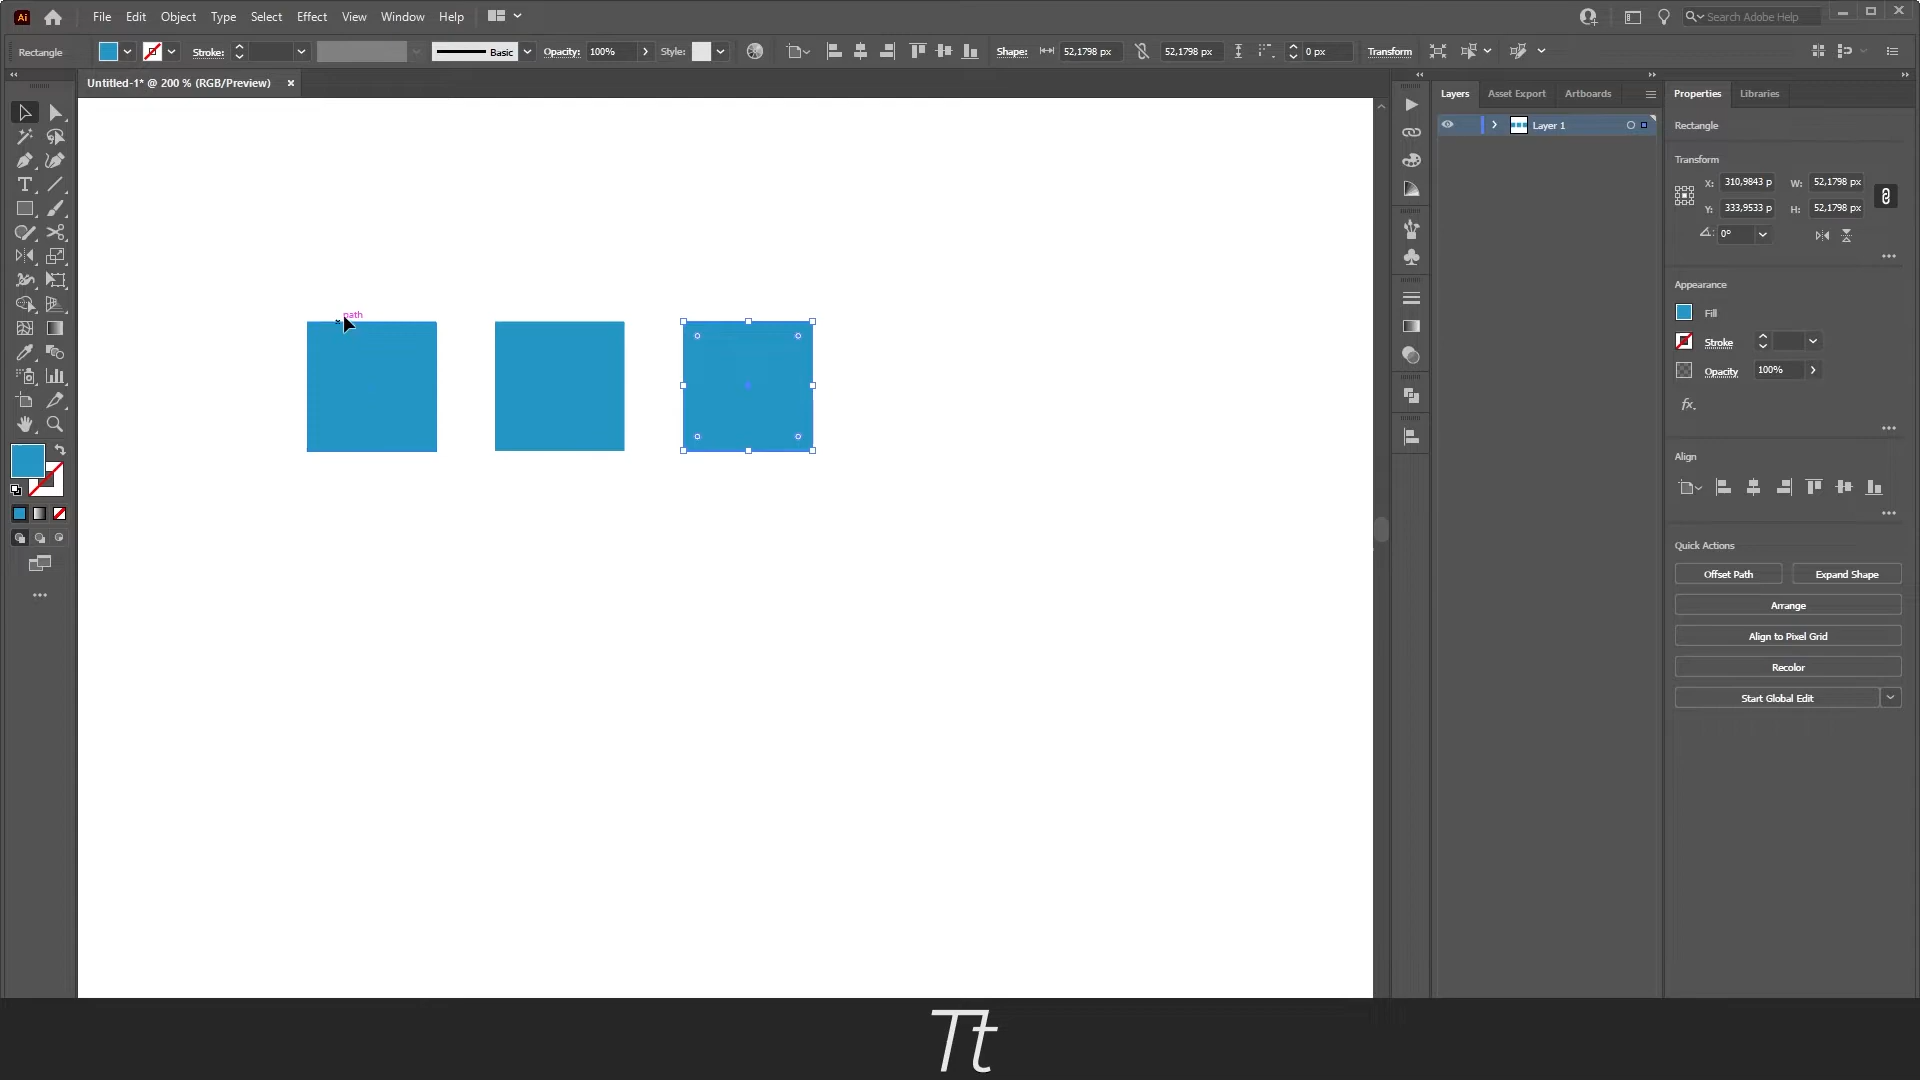 Ai File Edit Object Type Select Effect View Window Help Search Adobe Help
Rectangle Stroke: Basic Opacity: 100% Style: Shape: 52,1798 px 52,1798 px 0 px Transform
Untitled-1* @ 200 % (RGB/Preview) ×
Layers Asset Export Artboards Properties Libraries
Layer 1 Rectangle
Transform
X: 310,9843 p W: 52,1798 px
Y: 333,9533 p H: 52,1798 px
0°
Appearance
path
Fill
Stroke
Opacity 100%
fx.
Align
Quick Actions
Offset Path Expand Shape
Arrange
Align to Pixel Grid
Recolor
Start Global Edit
Tt